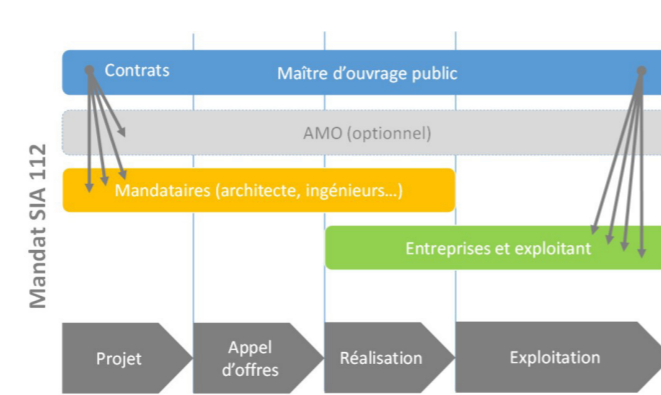 Contrats
Maître d'ouvrage public
AMO (optionnel)
Mandataires (architecte, ingénieurs...)
Entreprises et exploitant
Mandat SIA 112
Projet
Appel
d'offres
Réalisation
Exploitation